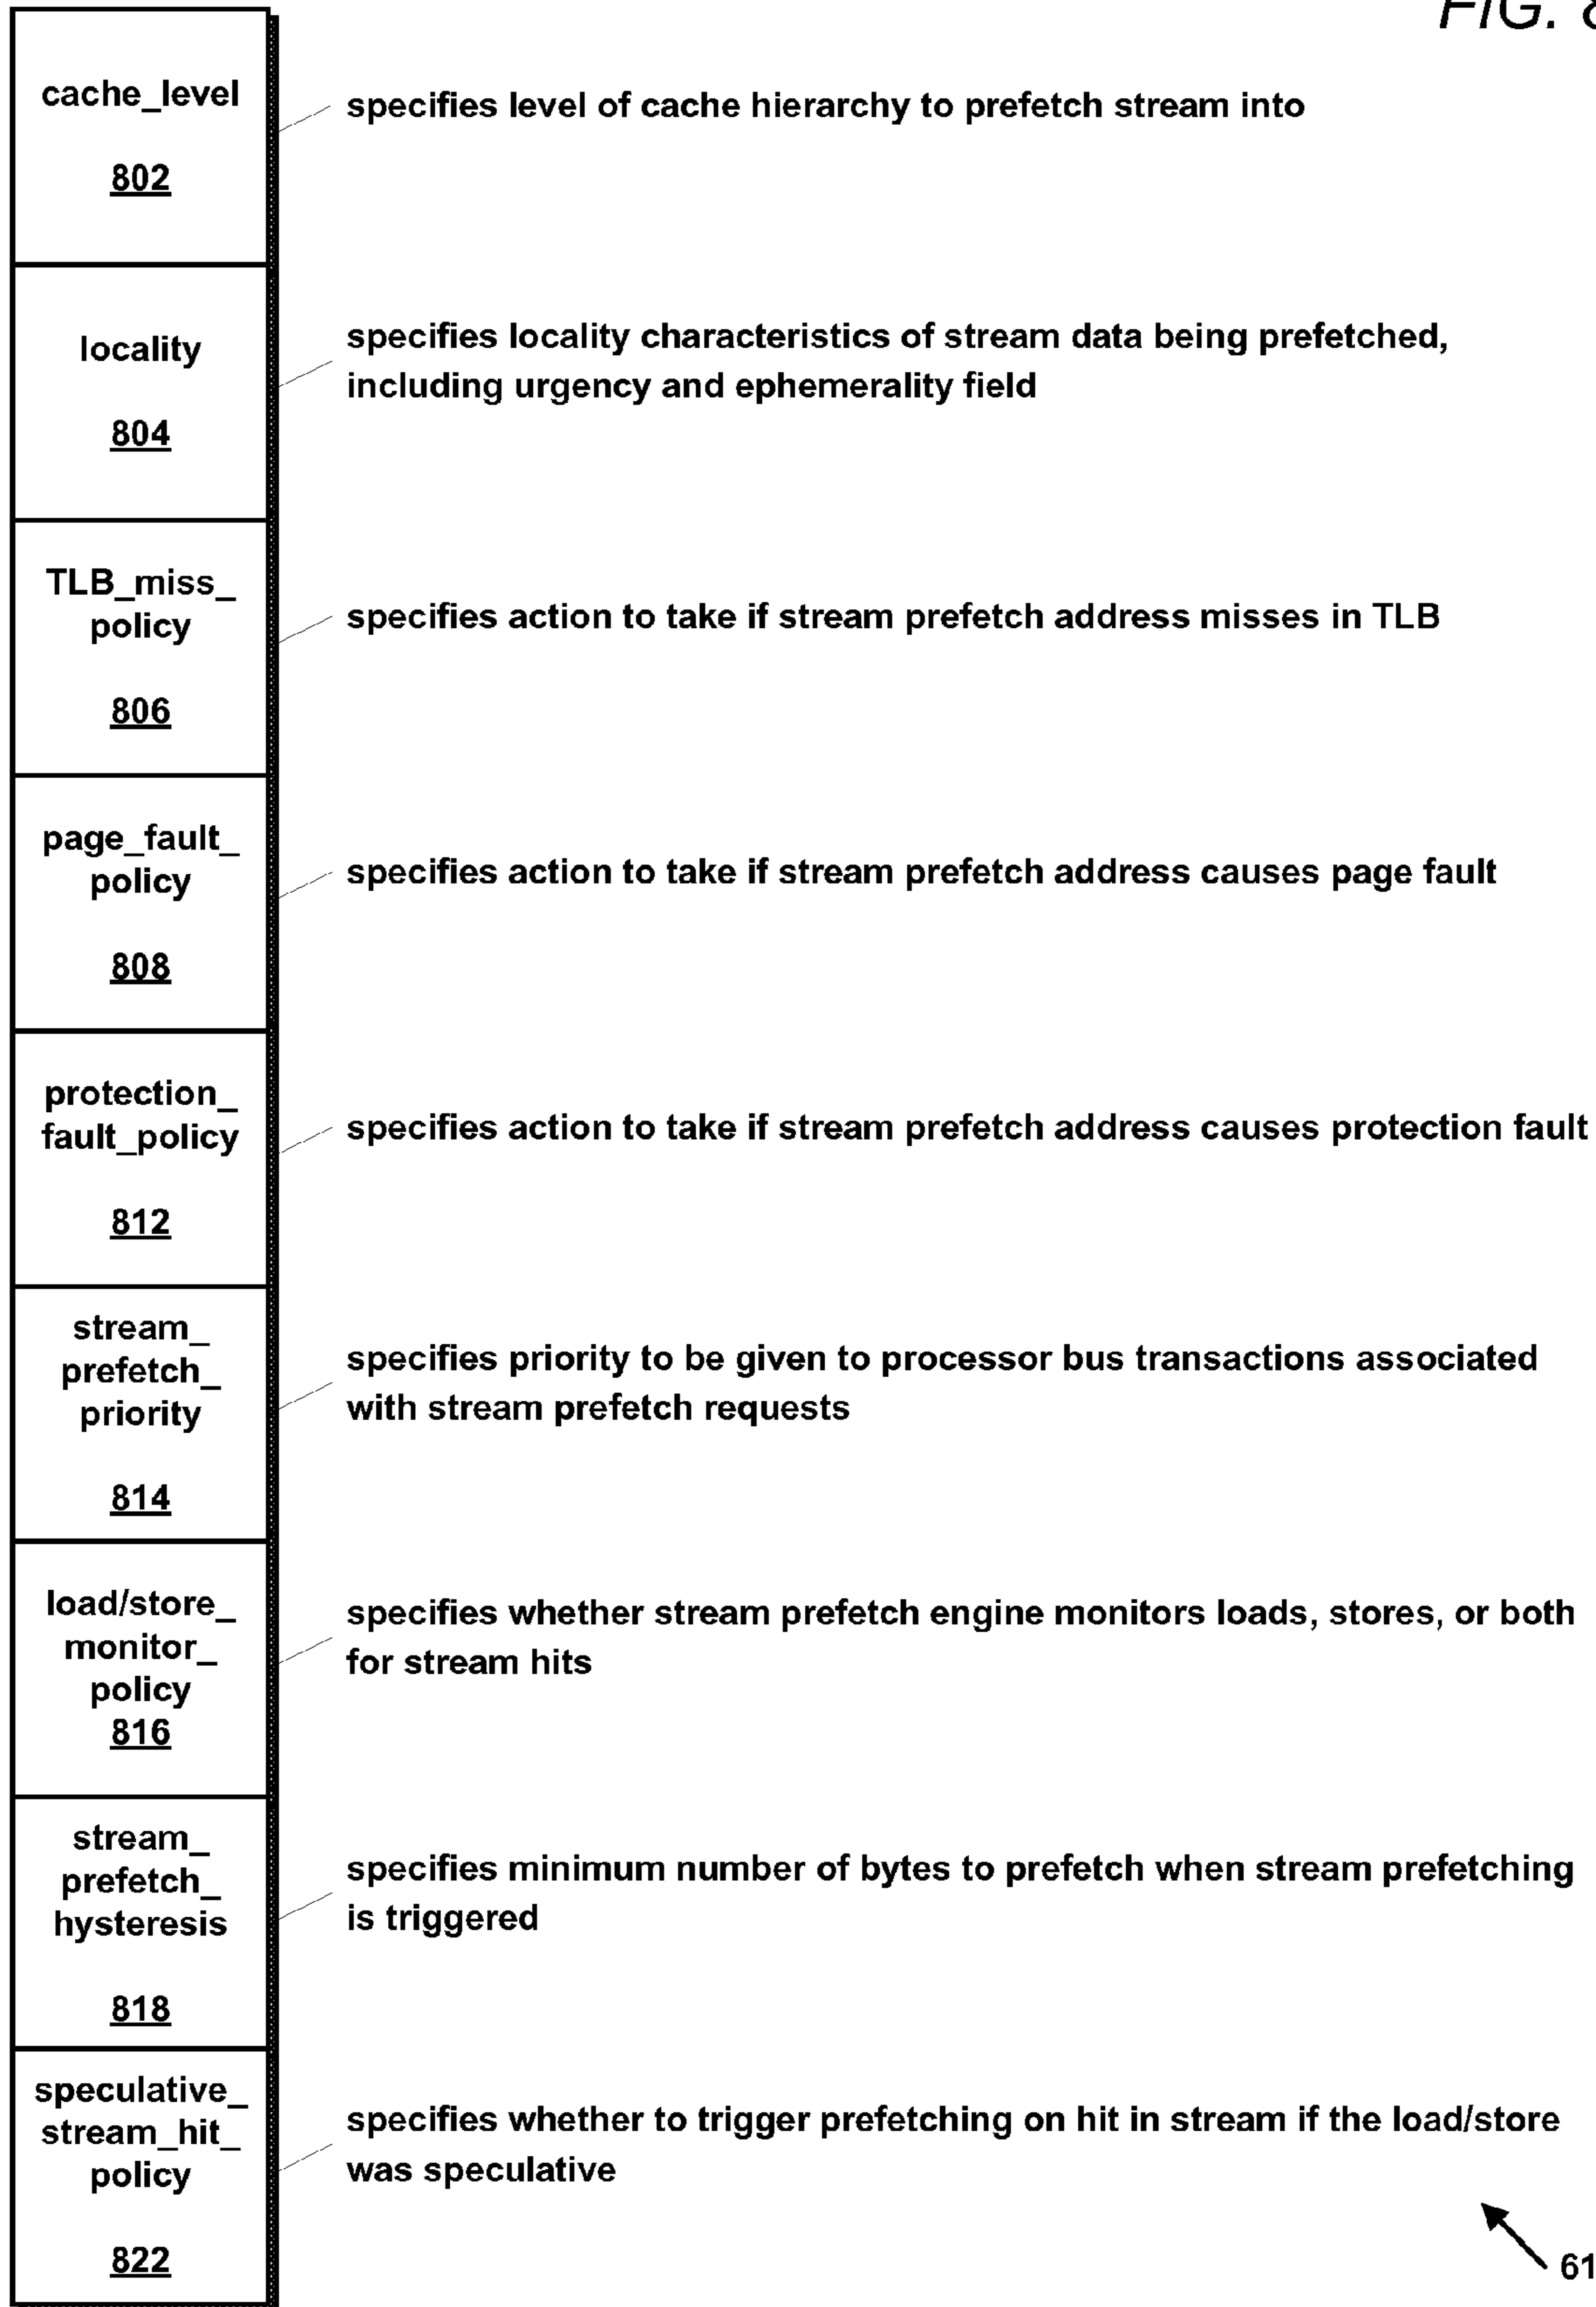 FIG. 8
cache_level
802
specifies level of cache hierarchy to prefetch stream into
locality
804
specifies locality characteristics of stream data being prefetched,
including urgency and ephemerality field
TLB_miss_
policy
806
specifies action to take if stream prefetch address misses in TLB
page_fault_
policy
808
specifies action to take if stream prefetch address causes page fault
protection_
fault_policy
812
specifies action to take if stream prefetch address causes protection fault
stream_
prefetch_
priority
814
specifies priority to be given to processor bus transactions associated
with stream prefetch requests
load/store_
monitor_
policy
816
specifies whether stream prefetch engine monitors loads, stores, or both
for stream hits
stream_
prefetch_
hysteresis
818
specifies minimum number of bytes to prefetch when stream prefetching
is triggered
speculative_
stream_hit_
policy
822
specifies whether to trigger prefetching on hit in stream if the load/store
was speculative
61